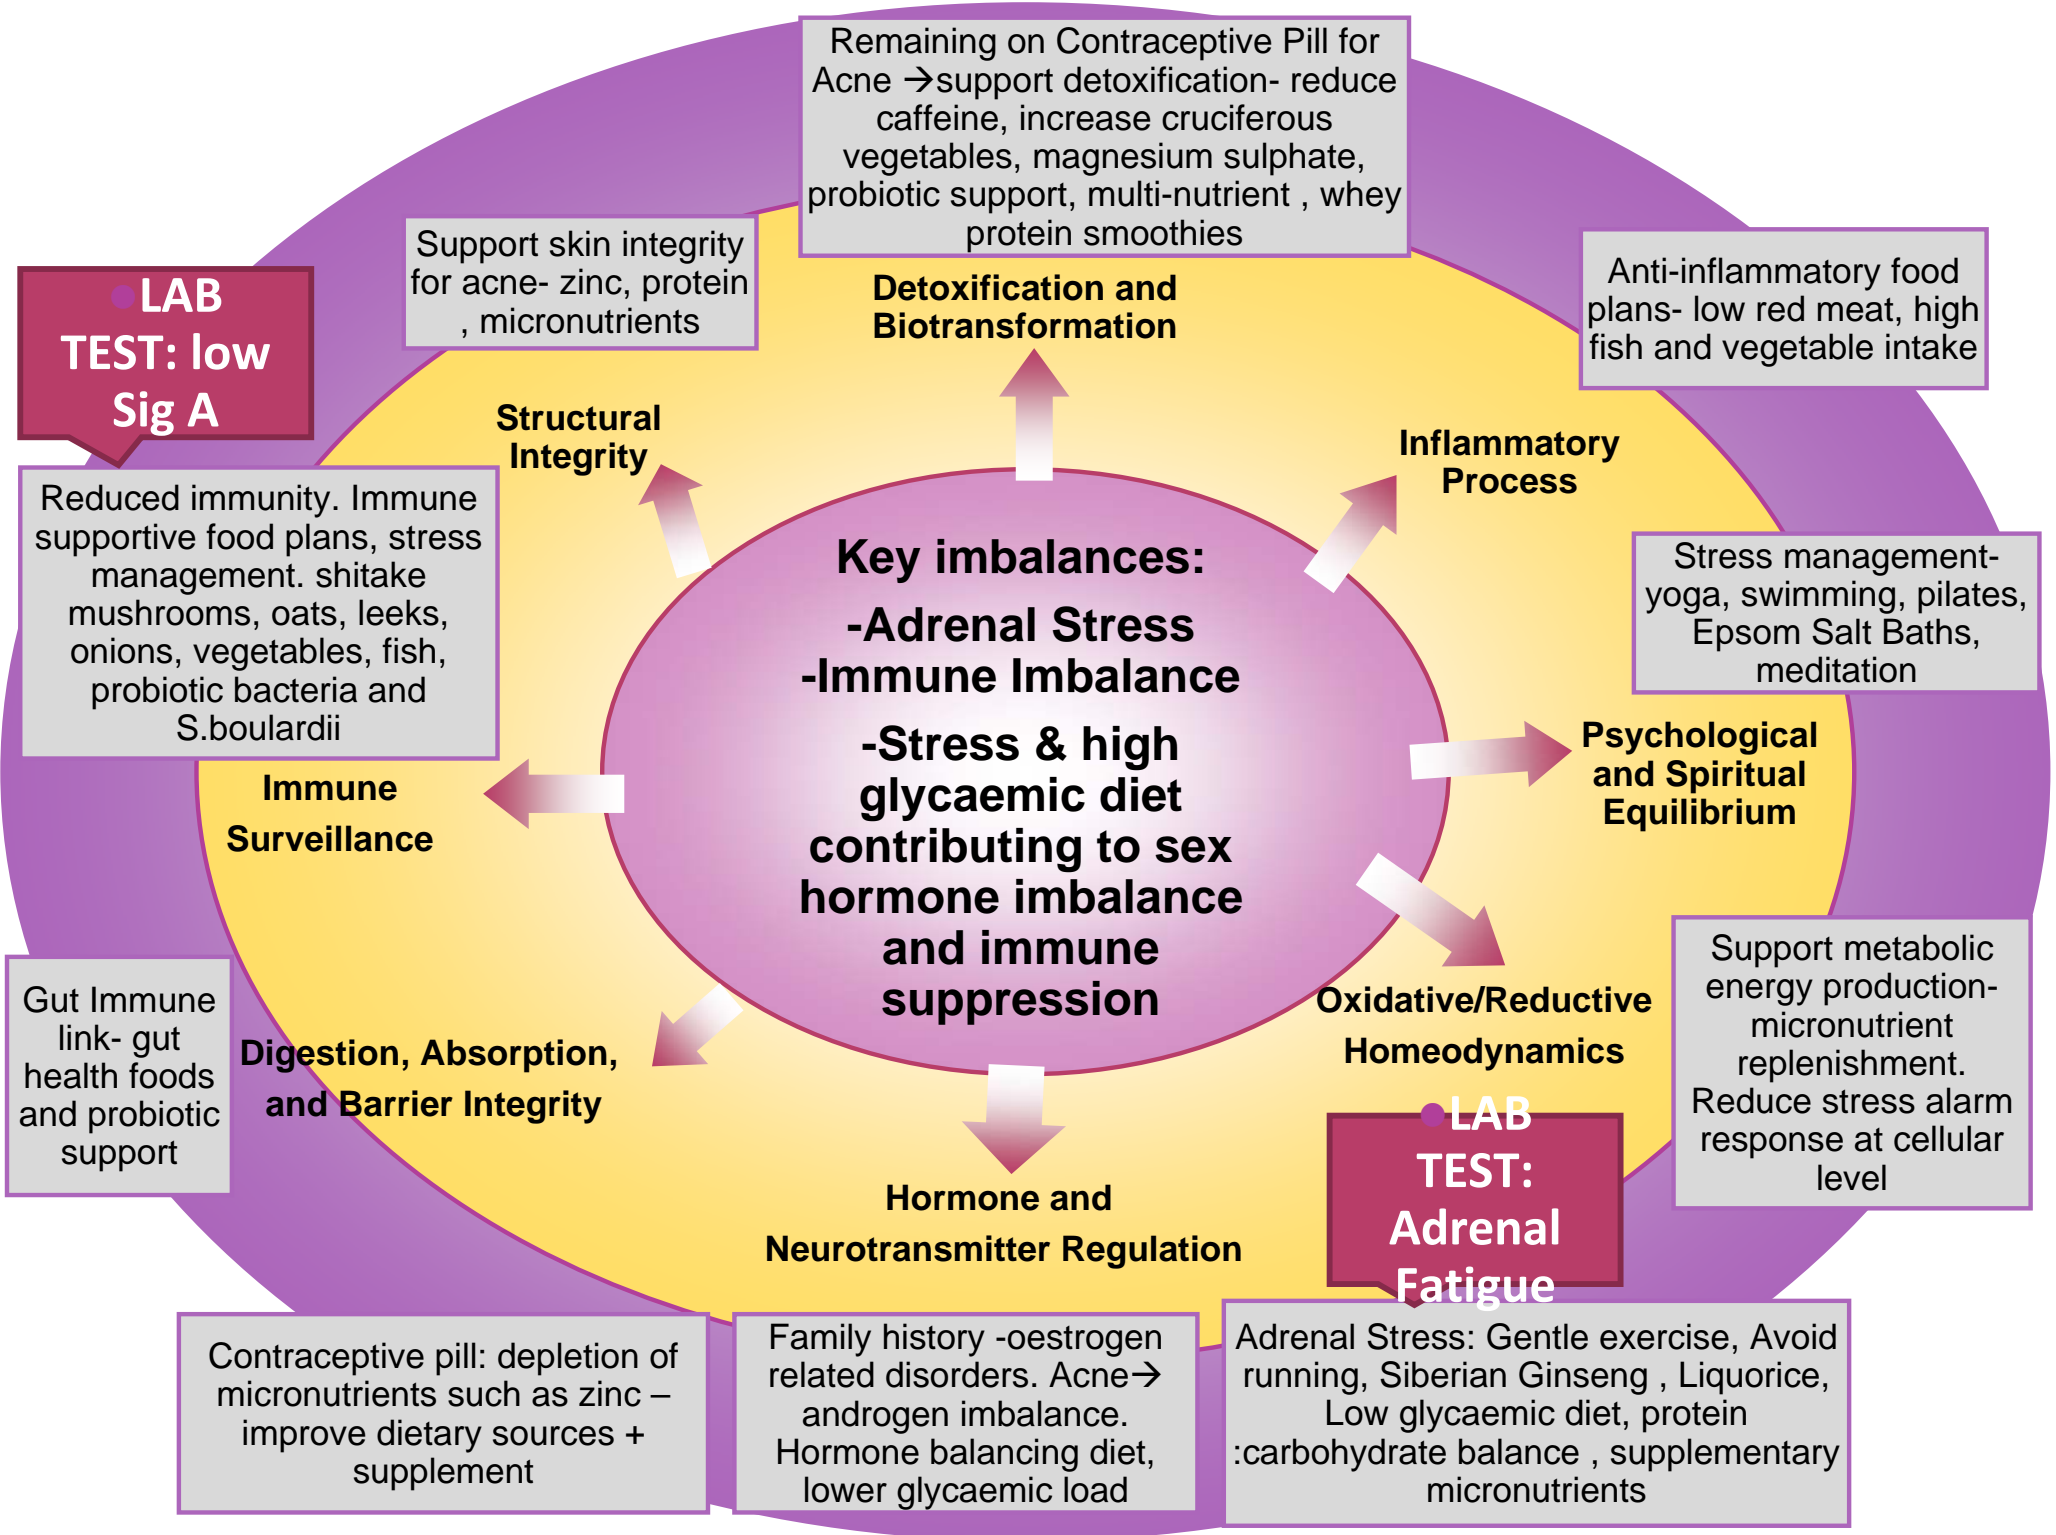 Remaining on Contraceptive Pill for
Acne →support detoxification- reduce
caffeine, increase cruciferous
vegetables, magnesium sulphate,
probiotic support, multi-nutrient , whey
protein smoothies
Detoxification and
Biotransformation
Support skin integrity
for acne- zinc, protein
, micronutrients
Structural
Integrity
Anti-inflammatory food
plans- low red meat, high
fish and vegetable intake
Inflammatory
Process
•LAB
TEST: low
Sig A
Reduced immunity. Immune
supportive food plans, stress
management. shitake
mushrooms, oats, leeks,
onions, vegetables, fish,
probiotic bacteria and
S.boulardii
Immune
Surveillance
Key imbalances:
-Adrenal Stress
-Immune Imbalance
-Stress & high
glycaemic diet
contributing to sex
hormone imbalance
and immune
suppression
Stress management-
yoga, swimming, pilates,
Epsom Salt Baths,
meditation
Psychological
and Spiritual
Equilibrium
Gut Immune
link- gut
health foods
and probiotic
support
Digestion, Absorption,
and Barrier Integrity
Oxidative/Reductive
Homeodynamics
Support metabolic
energy production-
micronutrient
replenishment.
Reduce stress alarm
response at cellular
level
Hormone and
Neurotransmitter Regulation
•LAB
TEST:
Adrenal
Fatigue
Contraceptive pill: depletion of
micronutrients such as zinc –
improve dietary sources +
supplement
Family history -oestrogen
related disorders. Acne→
androgen imbalance.
Hormone balancing diet,
lower glycaemic load
Adrenal Stress: Gentle exercise, Avoid
running, Siberian Ginseng , Liquorice,
Low glycaemic diet, protein
:carbohydrate balance , supplementary
micronutrients